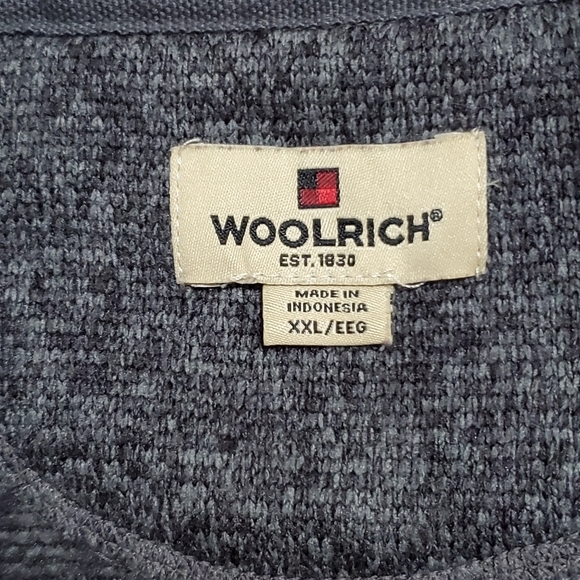 WOOLRICH®
EST. 1830
MADE IN
INDONESIA
XXL/EEG